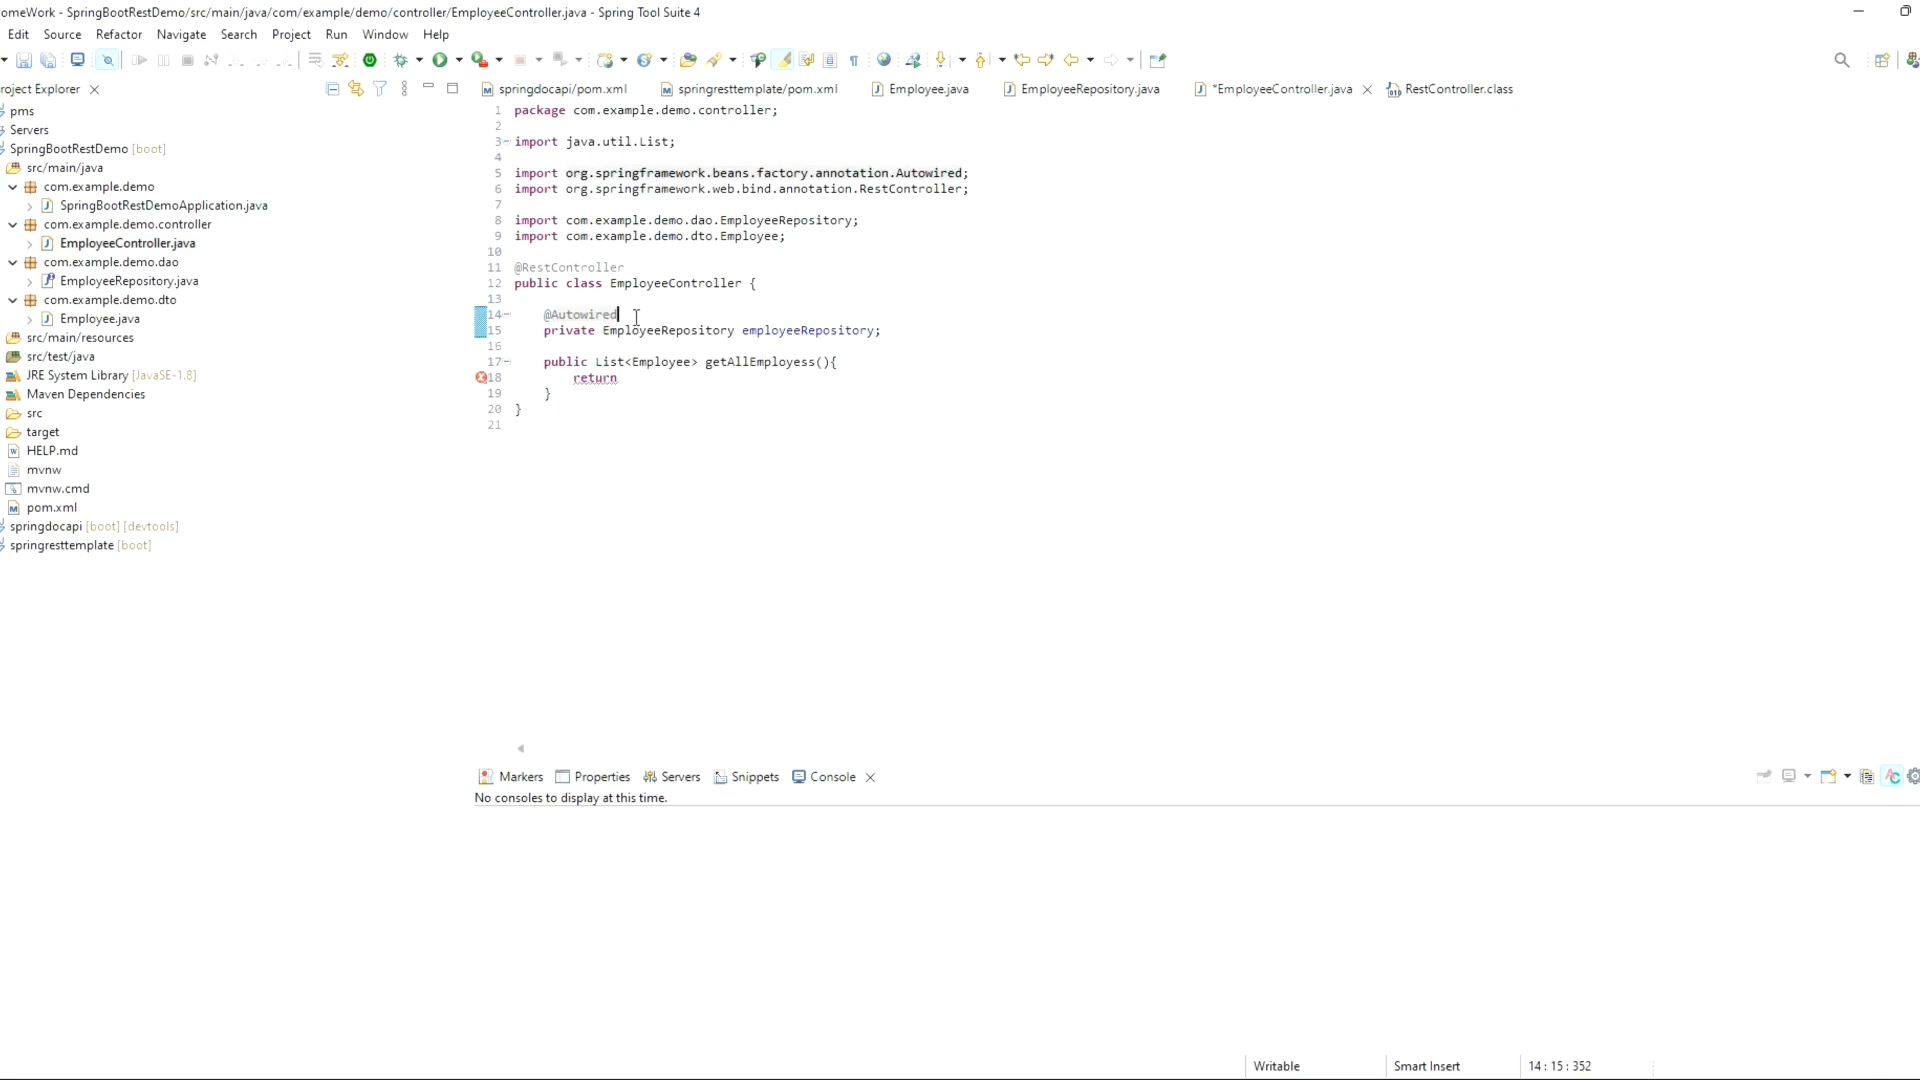 omeWork - SpringBootRestDemo/src/main/java/com/example/demo/controller/EmployeeController.java - Spring Tool Suite 4
Edit Source Refactor Navigate Search Project Run Window Help
roject Explorer
springdocapi/pom.xml springresttemplate/pom.xml Employee.java EmployeeRepository.java *EmployeeController.java RestController.class
pms
Servers
SpringBootRestDemo [boot]
src/main/java
com.example.demo
SpringBootRestDemoApplication.java
com.example.demo.controller
EmployeeController.java
com.example.demo.dao
EmployeeRepository.java
com.example.demo.dto
Employee.java
src/main/resources
src/test/java
JRE System Library [JavaSE-1.8]
Maven Dependencies
src
target
HELP.md
mvnw
mvnw.cmd
pom.xml
springdocapi [boot] [devtools]
springresttemplate [boot]
1 package com.example.demo.controller;
2
3 import java.util.List;
4
5 import org.springframework.beans.factory.annotation.Autowired;
6 import org.springframework.web.bind.annotation.RestController;
7
8 import com.example.demo.dao.EmployeeRepository;
9 import com.example.demo.dto.Employee;
10
11 @RestController
12 public class EmployeeController {
13
14 @Autowired
15 private EmployeeRepository employeeRepository;
16
17 public List<Employee> getAllEmployess(){
18 return
19 }
20 }
21
Markers Properties Servers Snippets Console
No consoles to display at this time.
Writable Smart Insert 14 : 15 : 352